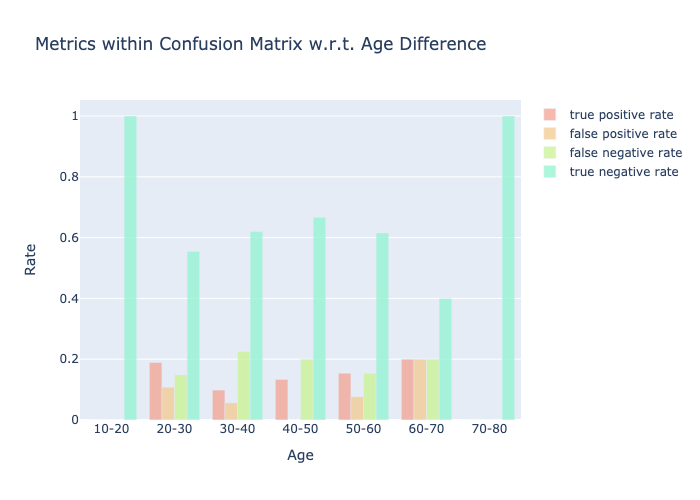 Metrics within Confusion Matrix w.r.t. Age Difference
true positive rate
false positive rate
false negative rate
true negative rate
1
0.8
0.6
0.4
0.2
0
Rate
10-20 20-30 30-40 40-50 50-60 60-70 70-80
Age